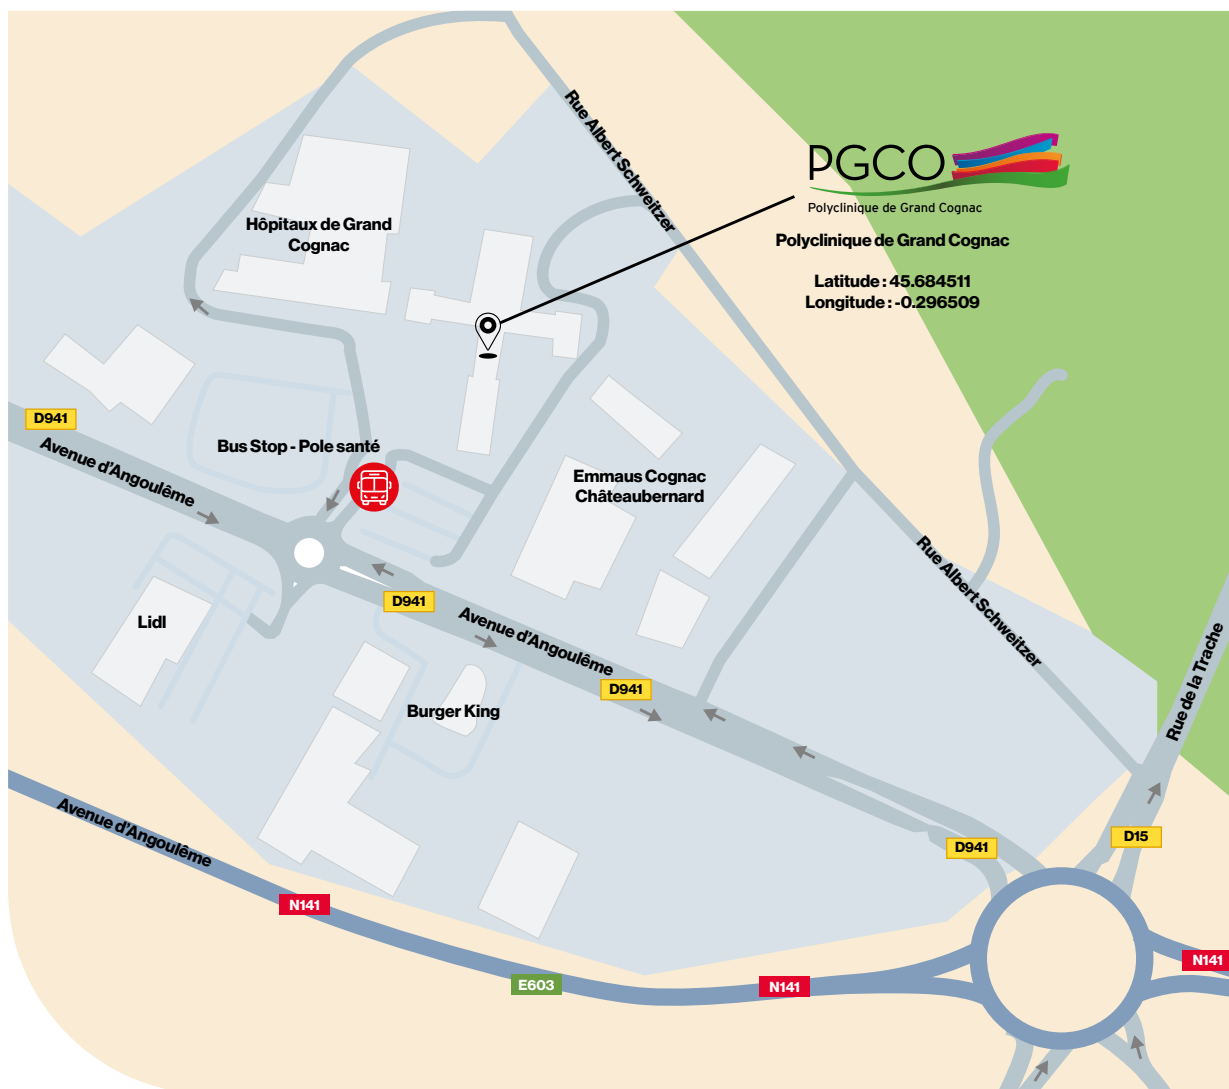 Rue Albert Schweitzer
PGCO
Polyclinique de Grand Cognac
Polyclinique de Grand Cognac
Latitude : 45.684511
Longitude : -0.296509
Hôpitaux de Grand
Cognac
D941
Avenue d'Angoulême
Bus Stop - Pole santé
Emmaus Cognac
Châteaubernard
Rue Albert Schweitzer
D941
Avenue d'Angoulême
Lidl
D941
Burger King
Rue de la Trache
Avenue d'Angoulême
D941
D15
N141
N141
E603
N141